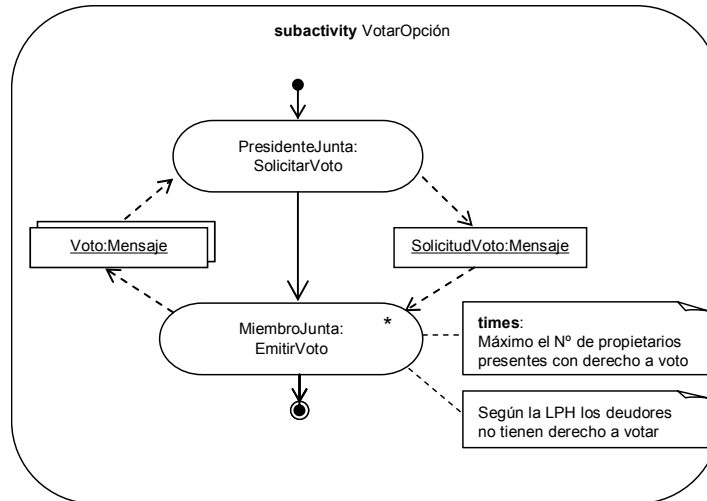 subactivity VotarOpción
PresidenteJunta:
SolicitarVoto
Voto:Mensaje
SolicitudVoto:Mensaje
MiembroJunta:
EmitirVoto
*
times:
Máximo el Nº de propietarios
presentes con derecho a voto
Según la LPH los deudores
no tienen derecho a votar